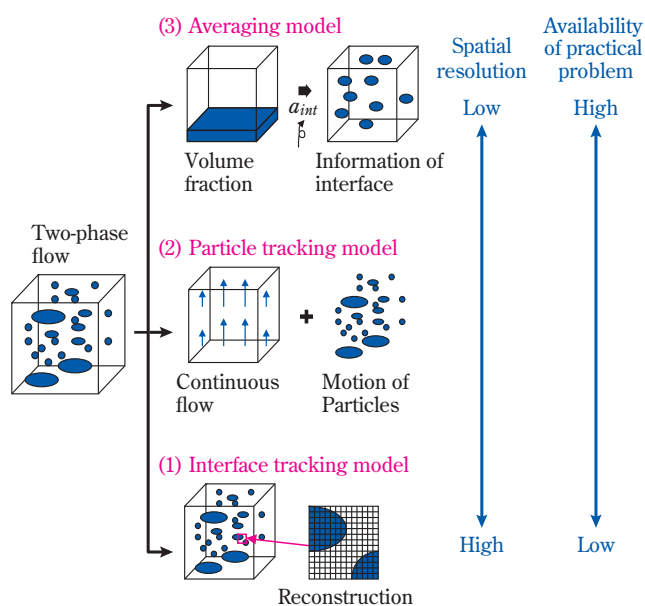 (3) Averaging model
Spatial
resolution
Availability
of practical
problem
Low
High
a_int
Volume
fraction
Information of
interface
Two-phase
flow
(2) Particle tracking model
Continuous
flow
Motion of
Particles
(1) Interface tracking model
High
Low
Reconstruction